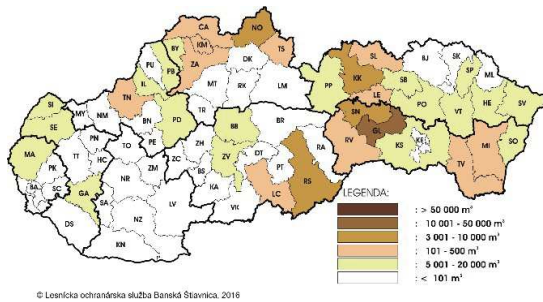 CA
NO
BY
KM
TS
PU
PB
ZA
DK
IL
MT
RK
LM
TN
TR
BN
PD
SI
SE
MY
NM
PN
PE
MA
PK
TT
HC
TO
ZM
ZC
ZH
BB
BR
BA
SC
GA
SA
NR
BS
ZV
DT
PT
RA
KA
VK
LC
RS
DS
NZ
LV
KN
SL
BJ
SK
SP
ML
PP
KK
LE
SB
PO
VT
HE
SV
SN
GL
RV
KS
KE
TV
MI
SO
LEGENDA:
: > 50 000 m³
: 10 001 - 50 000 m³
: 3 001 - 10 000 m³
: 101 - 500 m³
: 5 001 - 20 000 m³
: < 101 m³
© Lesnícka ochranárska služba Banská Štiavnica, 2016